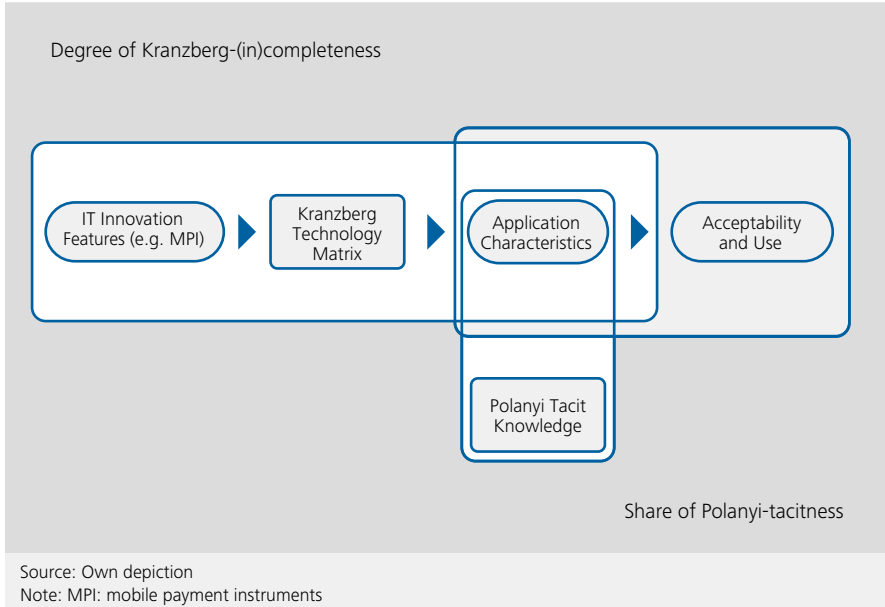 Degree of Kranzberg-(in)completeness
IT Innovation
Features (e.g. MPI)
Kranzberg
Technology
Matrix
Application
Characteristics
Acceptability
and Use
Polanyi Tacit
Knowledge
Share of Polanyi-tacitness
Source: Own depiction
Note: MPI: mobile payment instruments